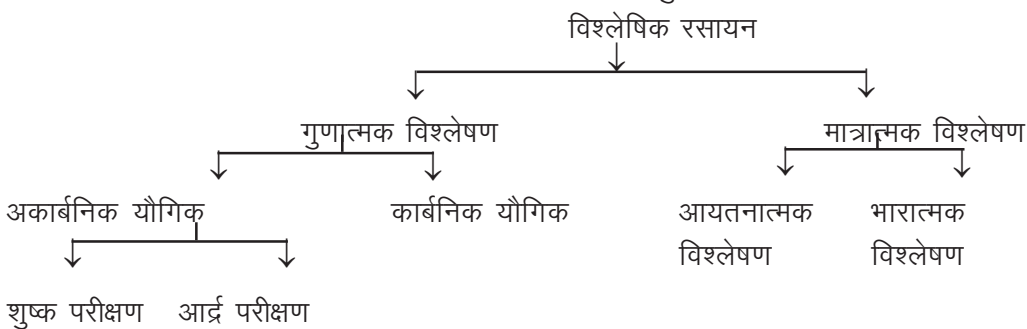 विश्लेषिक रसायन
गुणात्मक विश्लेषण मात्रात्मक विश्लेषण
अकार्बनिक यौगिक कार्बनिक यौगिक आयतनात्मक भारात्मक
विश्लेषण विश्लेषण
शुष्क परीक्षण आर्द्र परीक्षण